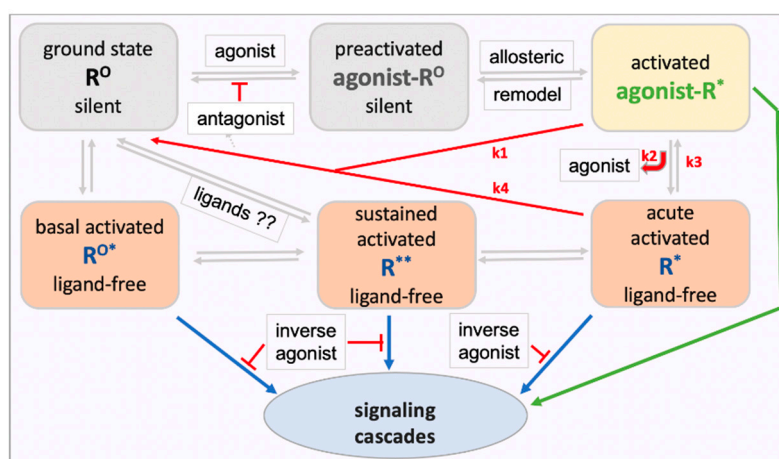 ground state
R^O
silent
agonist
antagonist
preactivated
agonist-R^O
silent
allosteric
remodel
activated
agonist-R^*
k1
k4
agonist
k2
k3
ligands ??
basal activated
R^O*
ligand-free
sustained
activated
R^**
ligand-free
acute
activated
R^*
ligand-free
inverse
agonist
inverse
agonist
signaling
cascades